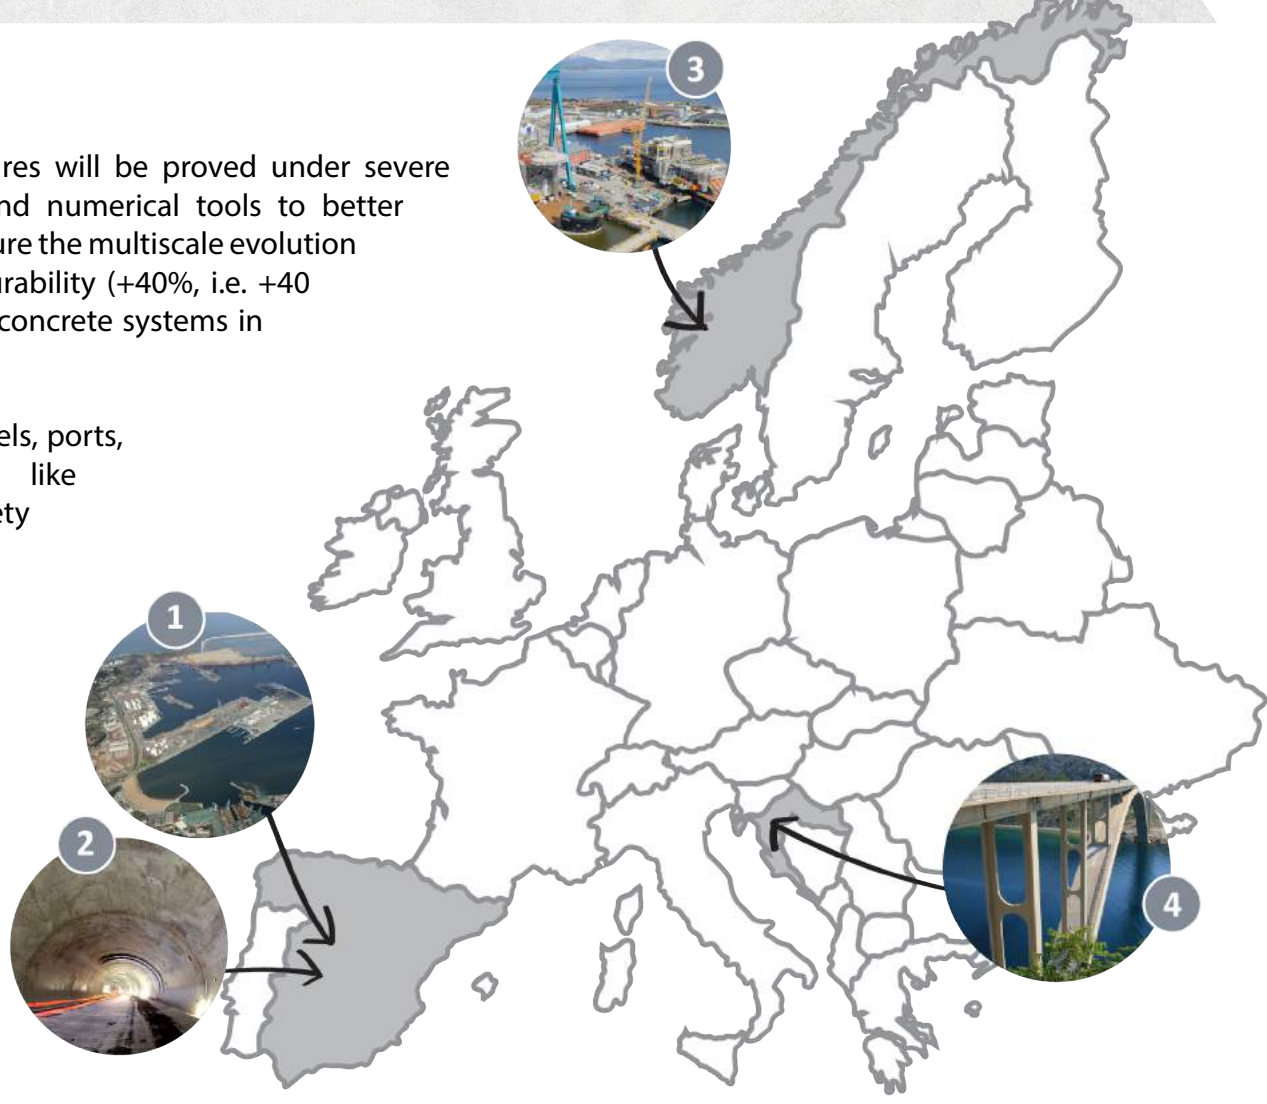 res will be proved under severe
nd numerical tools to better
ure the multiscale evolution
urability (+40%, i.e. +40
concrete systems in
els, ports,
like
ety
3
1
2
4